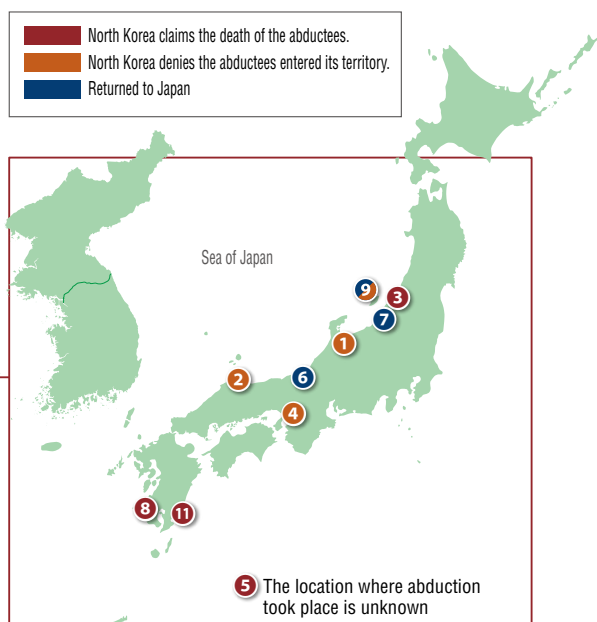 North Korea claims the death of the abductees.
North Korea denies the abductees entered its territory.
Returned to Japan
Sea of Japan
9
3
7
1
2
6
4
8
11
5 The location where abduction
took place is unknown